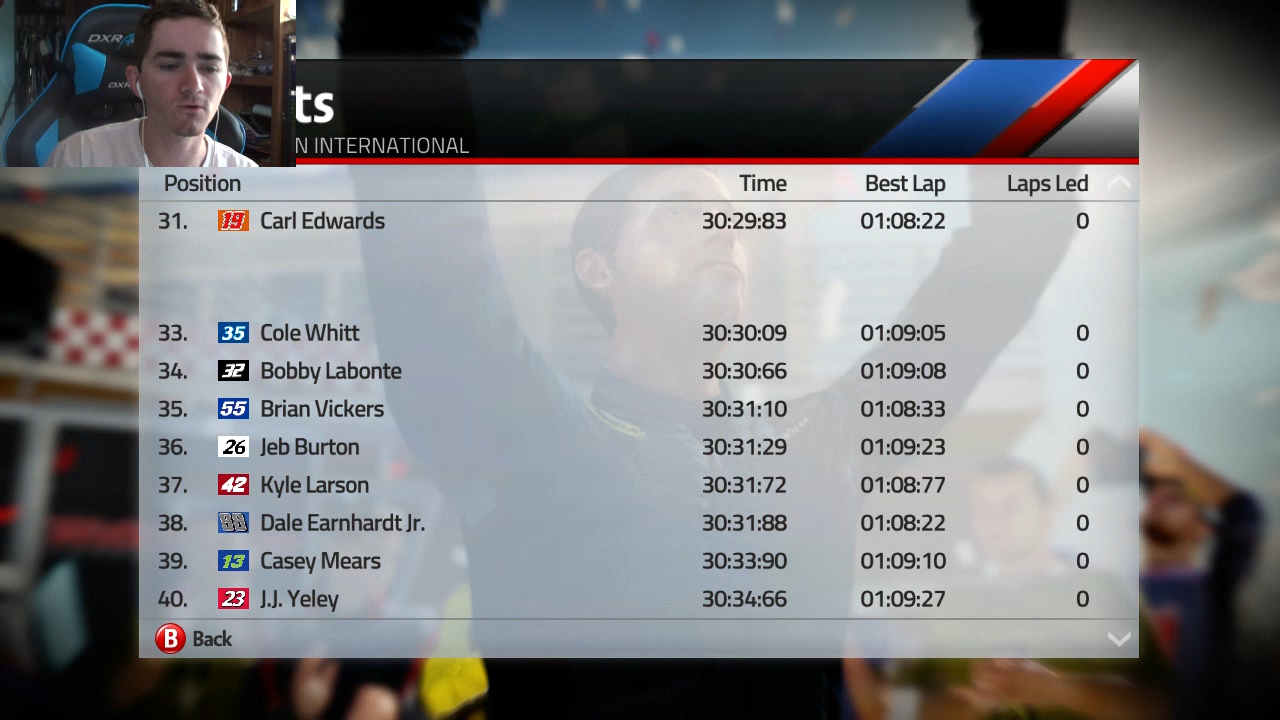 DXRA
DXR
ts
N INTERNATIONAL
Position Time Best Lap Laps Led
31. 19 Carl Edwards 30:29:83 01:08:22 0
33. 35 Cole Whitt 30:30:09 01:09:05 0
34. 32 Bobby Labonte 30:30:66 01:09:08 0
35. 55 Brian Vickers 30:31:10 01:08:33 0
36. 26 Jeb Burton 30:31:29 01:09:23 0
37. 42 Kyle Larson 30:31:72 01:08:77 0
38. 88 Dale Earnhardt Jr. 30:31:88 01:08:22 0
39. 13 Casey Mears 30:33:90 01:09:10 0
40. 23 J.J. Yeley 30:34:66 01:09:27 0
B Back